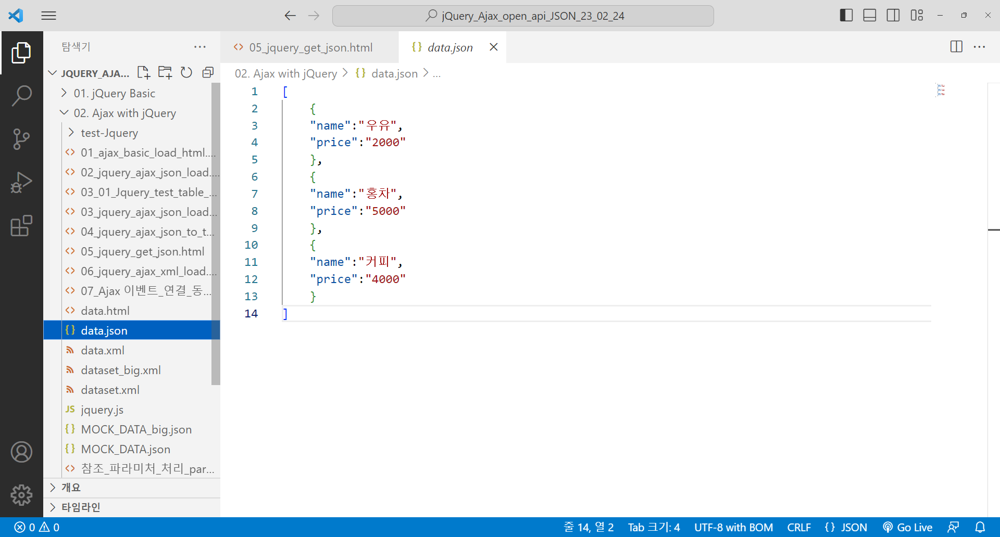 jQuery_Ajax_open_api_JSON_23_02_24
탐색기
JQUERY_AJA...
01. jQuery Basic
02. Ajax with jQuery
test-Jquery
01_ajax_basic_load_html....
02_jquery_ajax_json_load....
03_01_Jquery_test_table_...
03_jquery_ajax_json_load...
04_jquery_ajax_json_to_t...
05_jquery_get_json.html
06_jquery_ajax_xml_load....
07_Ajax 이벤트_연결_동...
data.html
data.json
data.xml
dataset_big.xml
dataset.xml
JS jquery.js
MOCK_DATA_big.json
MOCK_DATA.json
참조_파라미처_처리_par...
개요
타임라인
05_jquery_get_json.html
data.json
02. Ajax with jQuery > {} data.json > ...
1 [
2 {
3 "name":"우유",
4 "price":"2000"
5 },
6 {
7 "name":"홍차",
8 "price":"5000"
9 },
10 {
11 "name":"커피",
12 "price":"4000"
13 }
14 ]
0 0
줄 14, 열 2 Tab 크기: 4 UTF-8 with BOM CRLF {} JSON Go Live